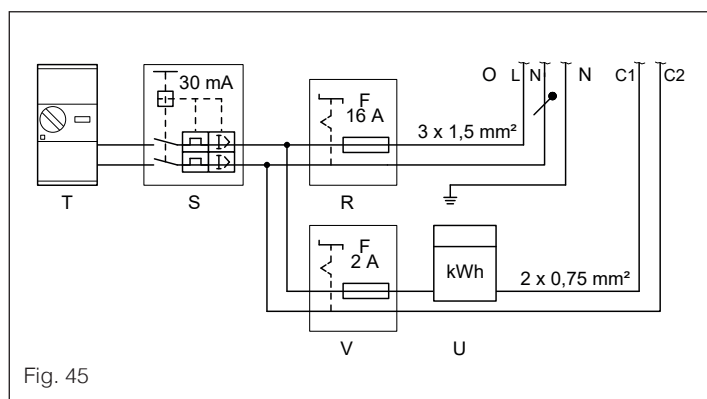 30 mA
O L N N C1 C2
F
16 A
3 x 1,5 mm²
T S R
F
2 A
kWh
2 x 0,75 mm²
V U
Fig. 45